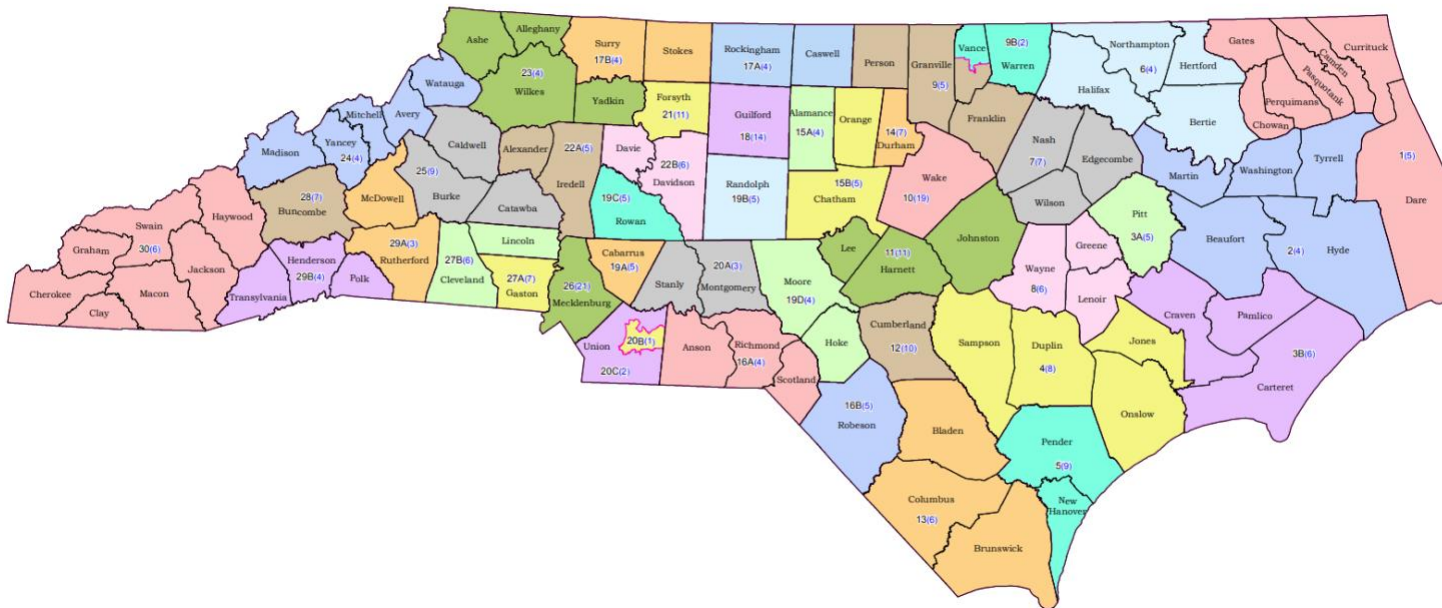 Ashe
Alleghany
Surry
17B(4)
Stokes
Rockingham
17A(4)
Caswell
Person
Granville
9(5)
Vance
9B(2)
Warren
Northampton
6(4)
Halifax
Hertford
Gates
Currituck
Camden
Pasquotank
Perquimans
Chowan
Bertie
Watauga
23(4)
Wilkes
Yadkin
Forsyth
21(11)
Guilford
18(14)
Alamance
15A(4)
Orange
14(7)
Durham
Franklin
Nash
7(7)
Edgecombe
Wilson
Martin
Washington
Tyrrell
1(5)
Dare
Mitchell
Avery
Yancey
24(4)
Madison
Caldwell
Alexander
22A(5)
Iredell
Davie
22B(6)
Davidson
Randolph
19B(5)
15B(5)
Chatham
Wake
10(19)
Johnston
Pitt
3A(5)
Beaufort
2(4)
Hyde
25(9)
Burke
McDowell
Catawba
19C(5)
Rowan
28(7)
Buncombe
Haywood
Swain
30(6)
Graham
Jackson
Macon
Cherokee
Clay
Henderson
29B(4)
Transylvania
Polk
29A(3)
Rutherford
27B(6)
Cleveland
Lincoln
27A(7)
Gaston
26(21)
Mecklenburg
Cabarrus
19A(5)
Stanly
20A(3)
Montgomery
Moore
19D(4)
Lee
11(11)
Harnett
Wayne
8(6)
Greene
Lenoir
Craven
Pamlico
3B(6)
Carteret
Jones
Onslow
Duplin
4(8)
Sampson
Cumberland
12(10)
Hoke
Union
20B(1)
20C(2)
Anson
Richmond
16A(4)
Scotland
16B(5)
Robeson
Bladen
Pender
5(9)
New
Hanover
Columbus
13(6)
Brunswick